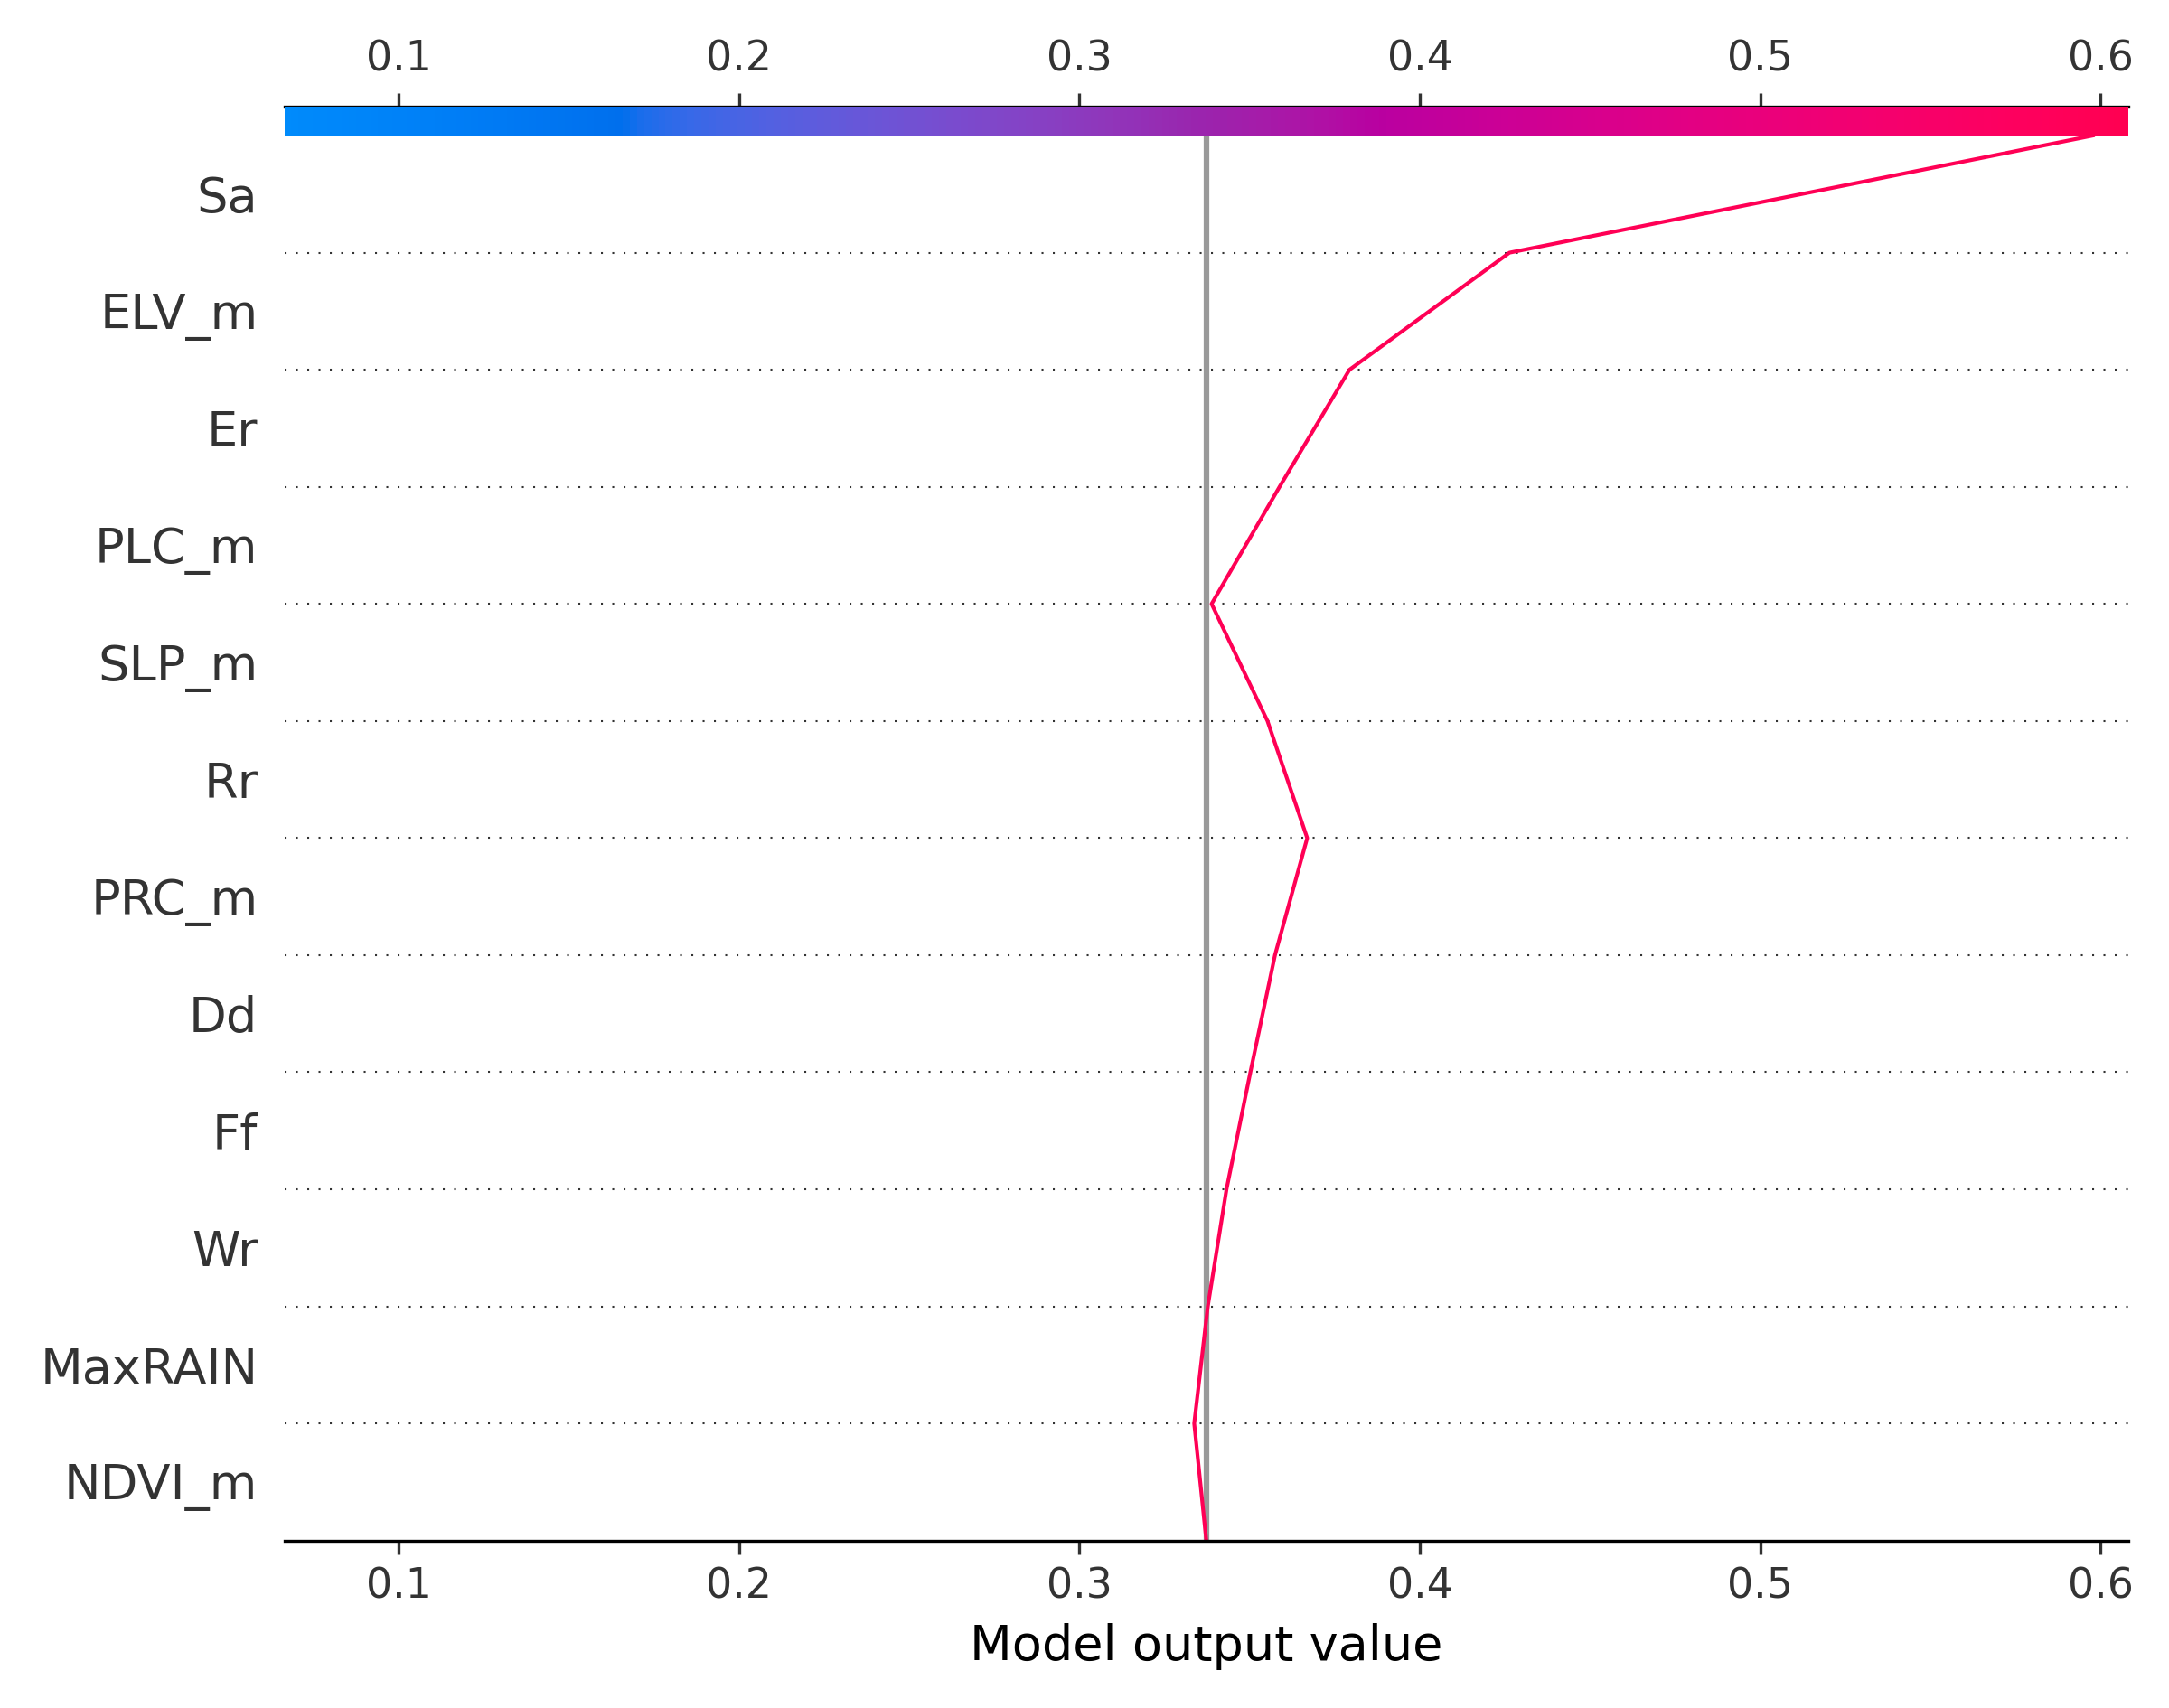 0.1 0.2 0.3 0.4 0.5 0.6
Sa
ELV_m
Er
PLC_m
SLP_m
Rr
PRC_m
Dd
Ff
Wr
MaxRAIN
NDVI_m
0.1 0.2 0.3 0.4 0.5 0.6
Model output value